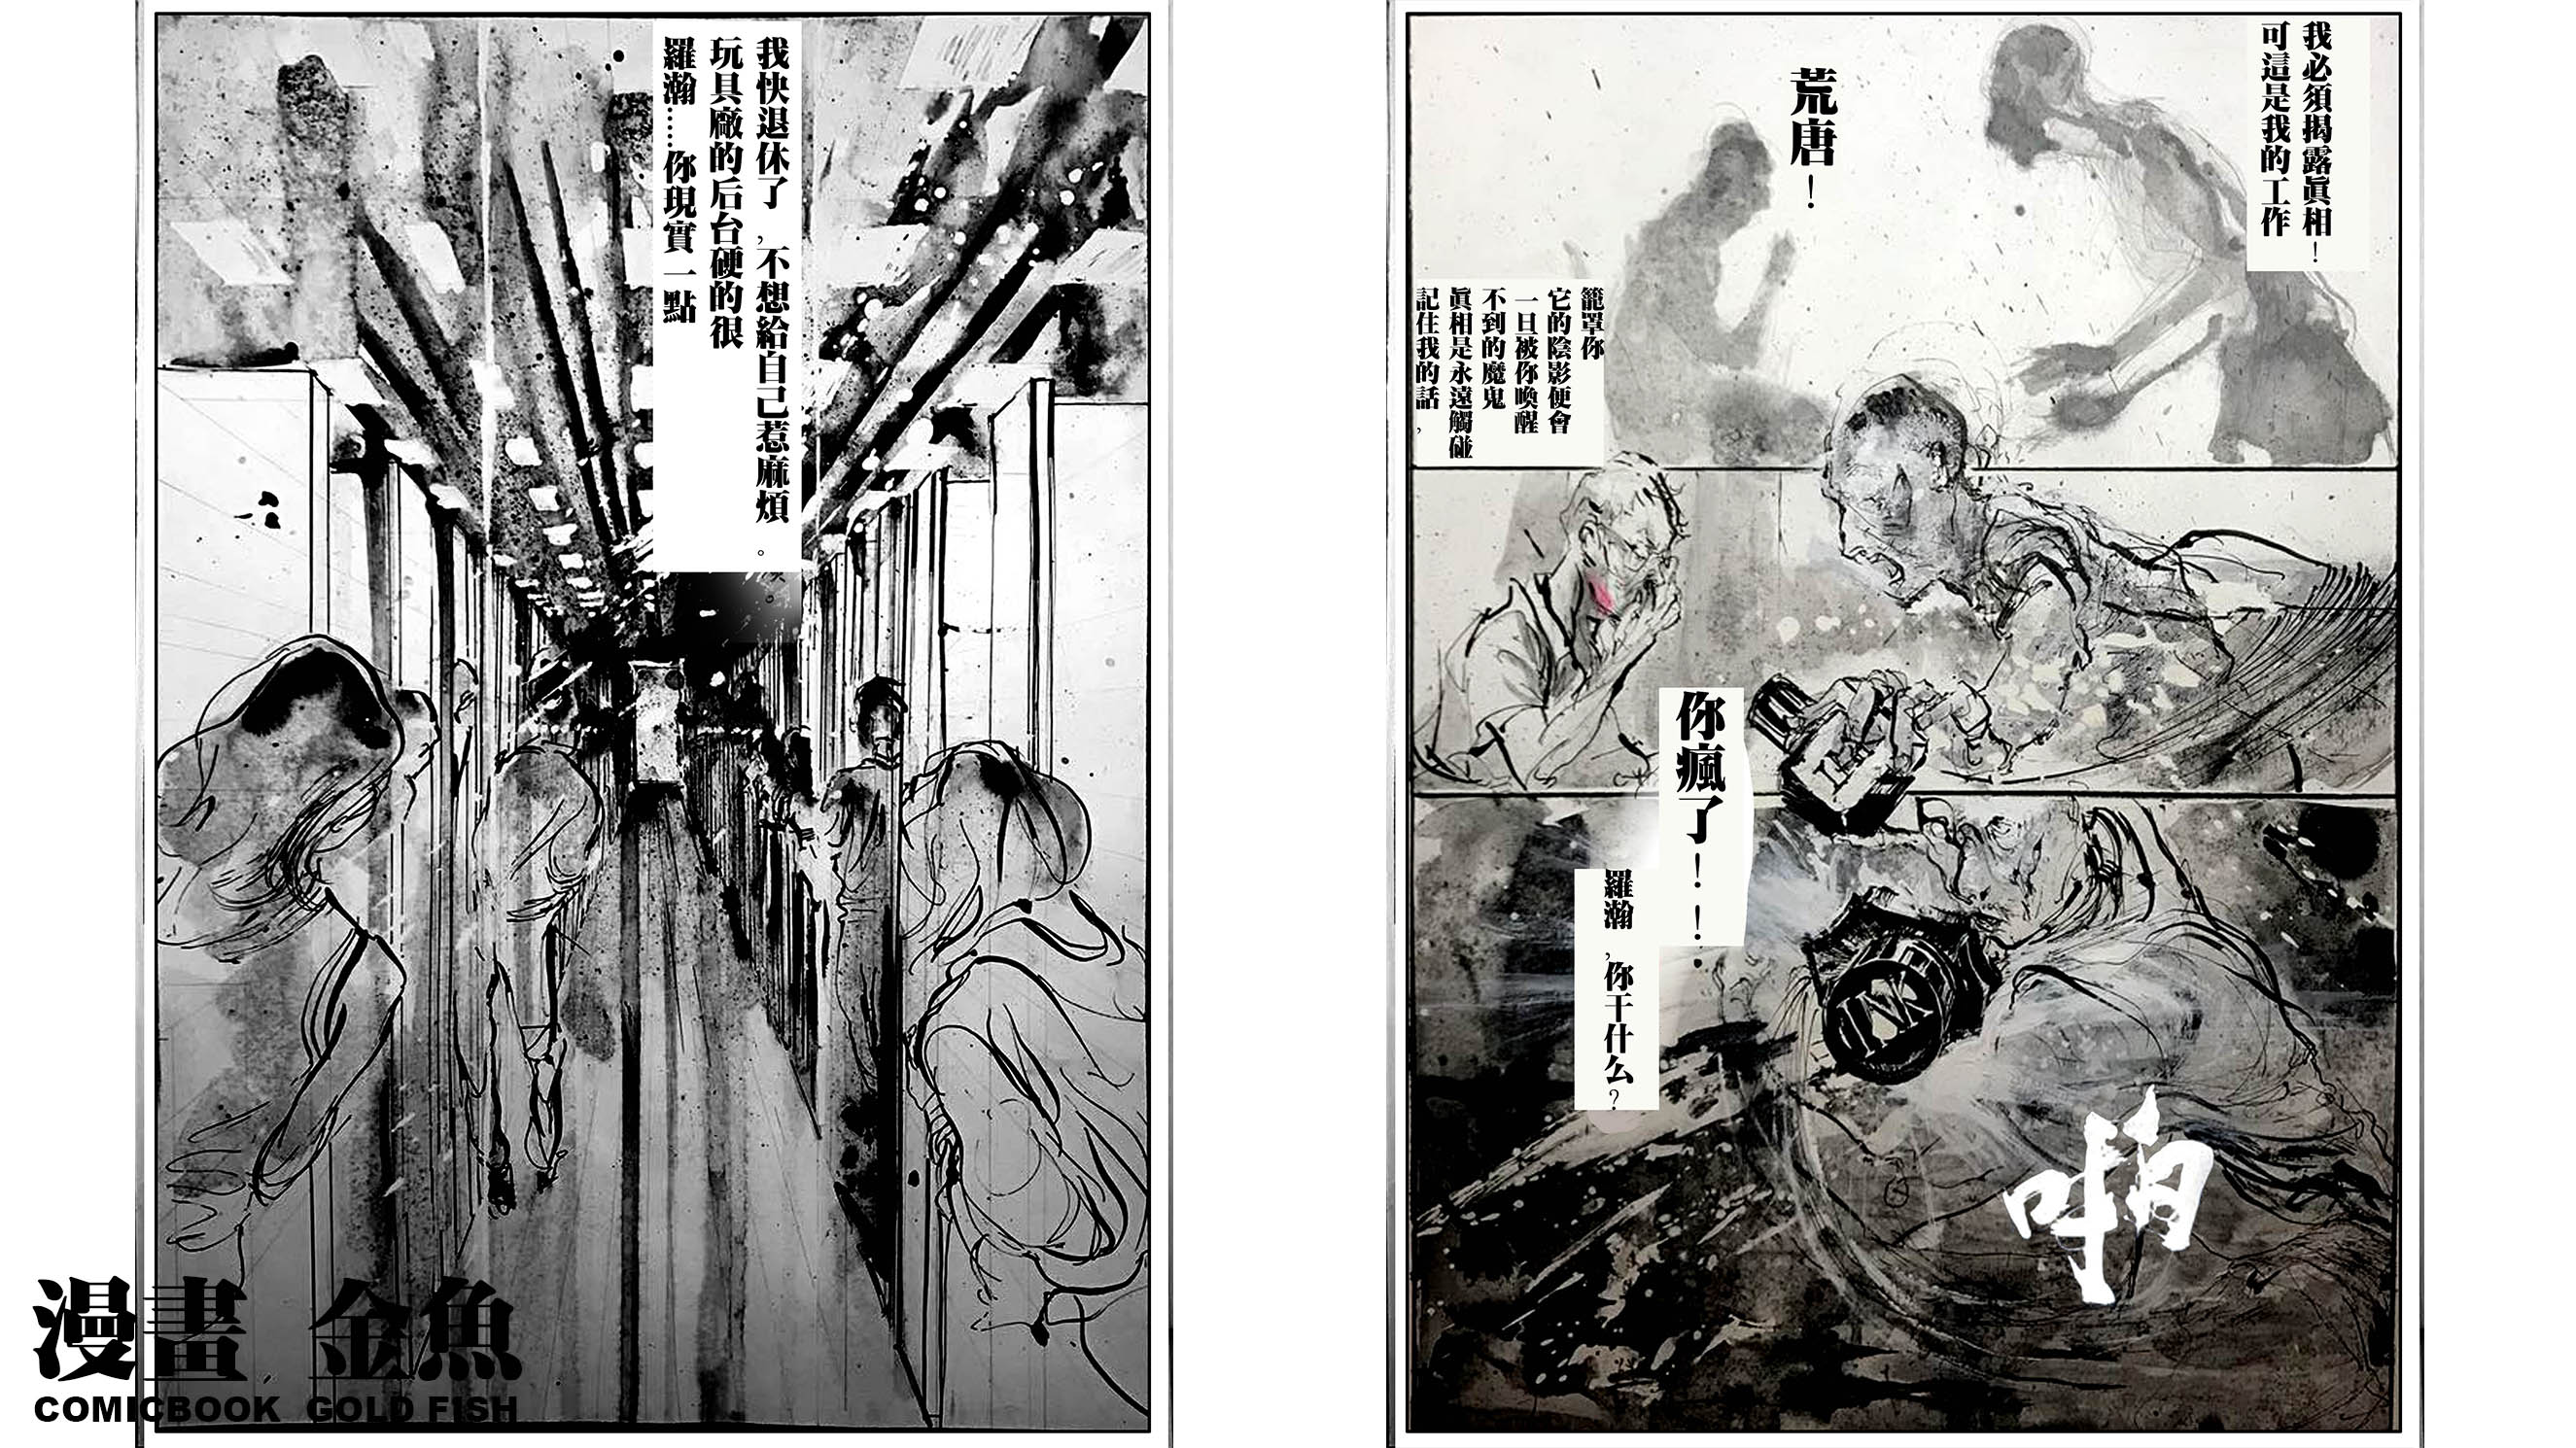 羅瀚……你現實一點
玩具廠的后台硬的很
我快退休了，不想給自己惹麻煩。
漫畫 金魚
COMICBOOK GOLD FISH
可這是我的工作
我必須揭露眞相！
荒唐！
記住我的話，
眞相是永遠觸碰
不到的魔鬼
一旦被你喚醒
它的陰影便會
籠罩你
你瘋了！！
羅瀚，你干什么？
INK